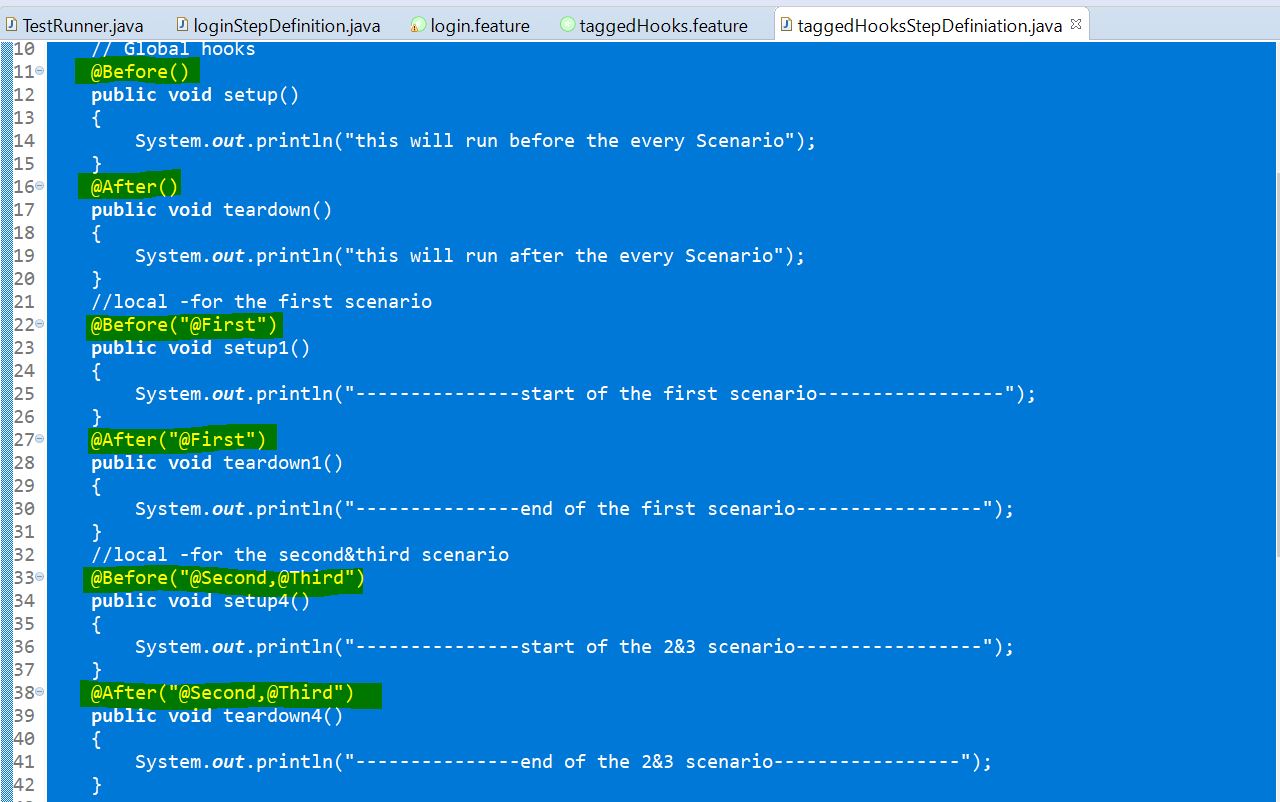 TestRunner.java loginStepDefinition.java login.feature taggedHooks.feature taggedHooksStepDefiniation.java
10 // Global hooks
11 @Before()
12 public void setup()
13 {
14 System.out.println("this will run before the every Scenario");
15 }
16 @After()
17 public void teardown()
18 {
19 System.out.println("this will run after the every Scenario");
20 }
21 //local -for the first scenario
22 @Before("@First")
23 public void setup1()
24 {
25 System.out.println("---------------start of the first scenario-----------------");
26 }
27 @After("@First")
28 public void teardown1()
29 {
30 System.out.println("---------------end of the first scenario-----------------");
31 }
32 //local -for the second&third scenario
33 @Before("@Second,@Third")
34 public void setup4()
35 {
36 System.out.println("---------------start of the 2&3 scenario-----------------");
37 }
38 @After("@Second,@Third")
39 public void teardown4()
40 {
41 System.out.println("---------------end of the 2&3 scenario-----------------");
42 }